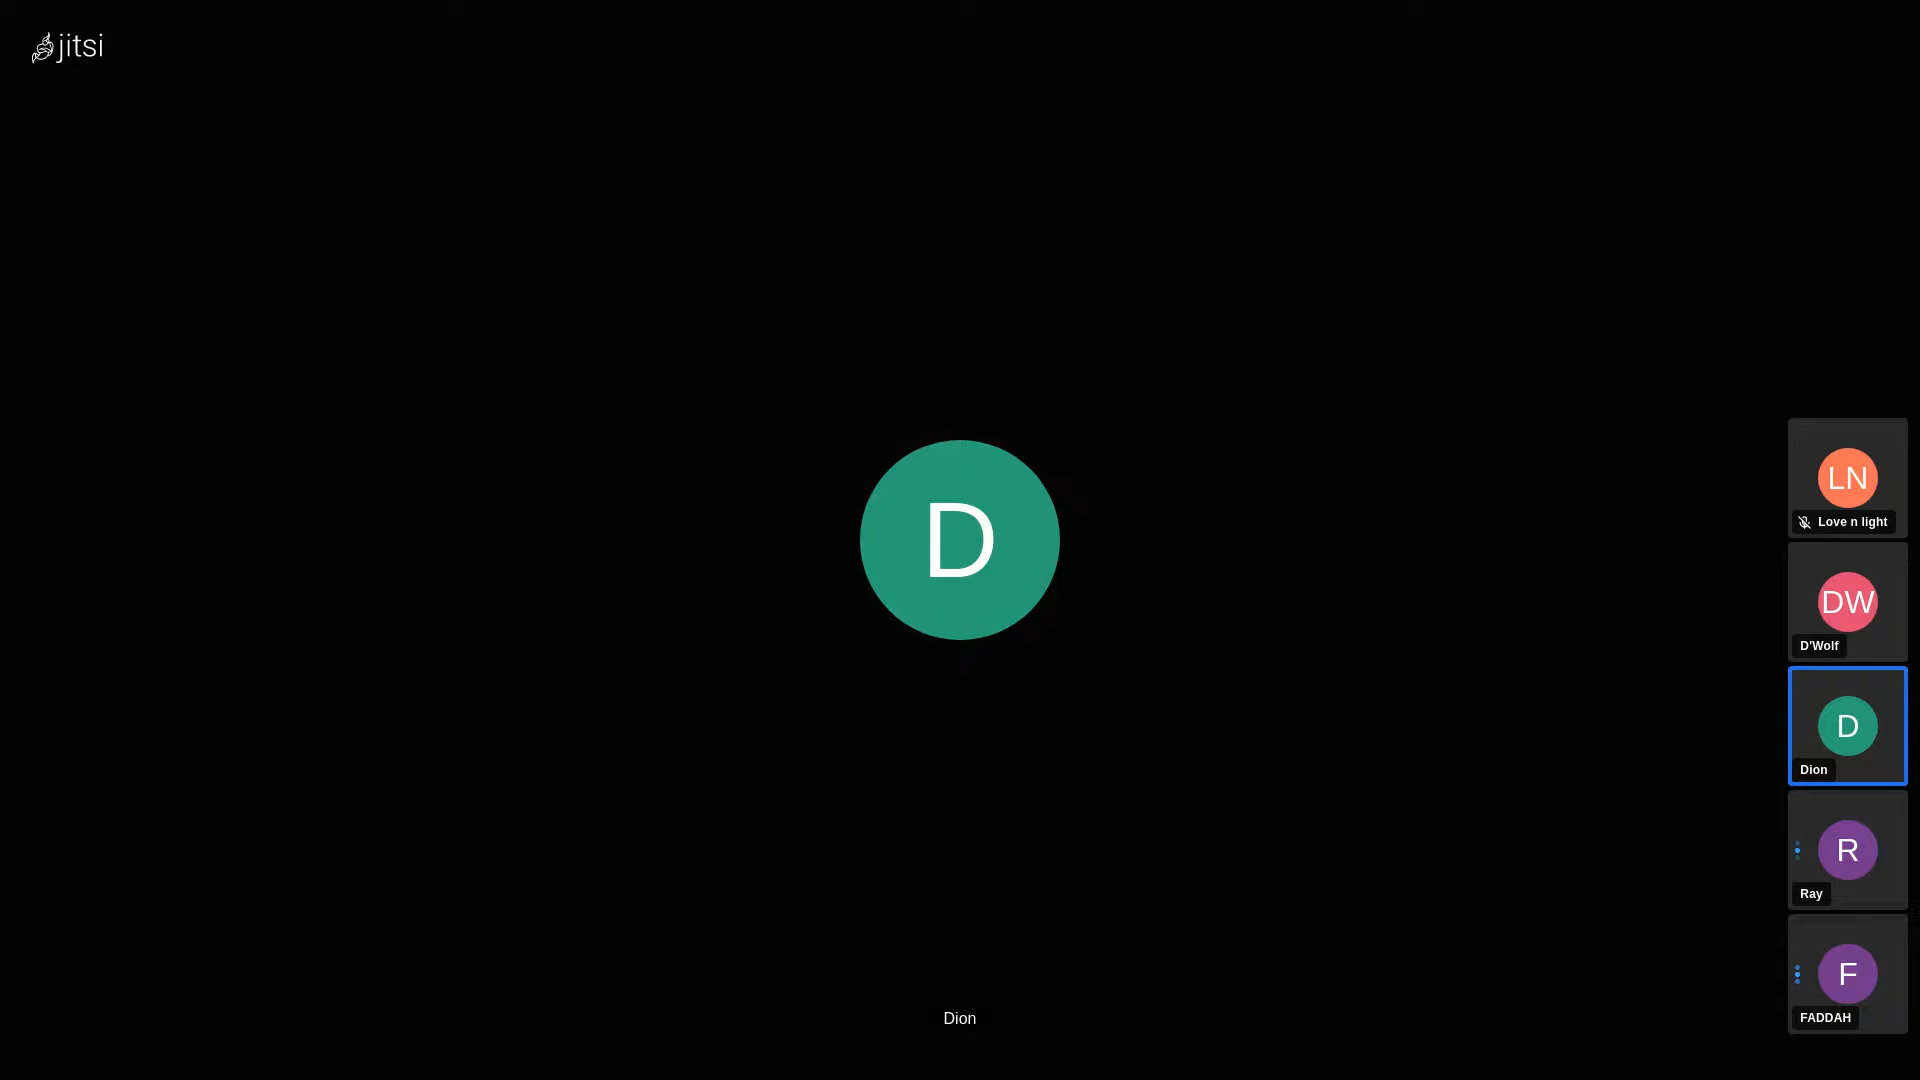 jitsi
D
Dion
LN
Love n light
DW
D'Wolf
D
Dion
R
Ray
F
FADDAH